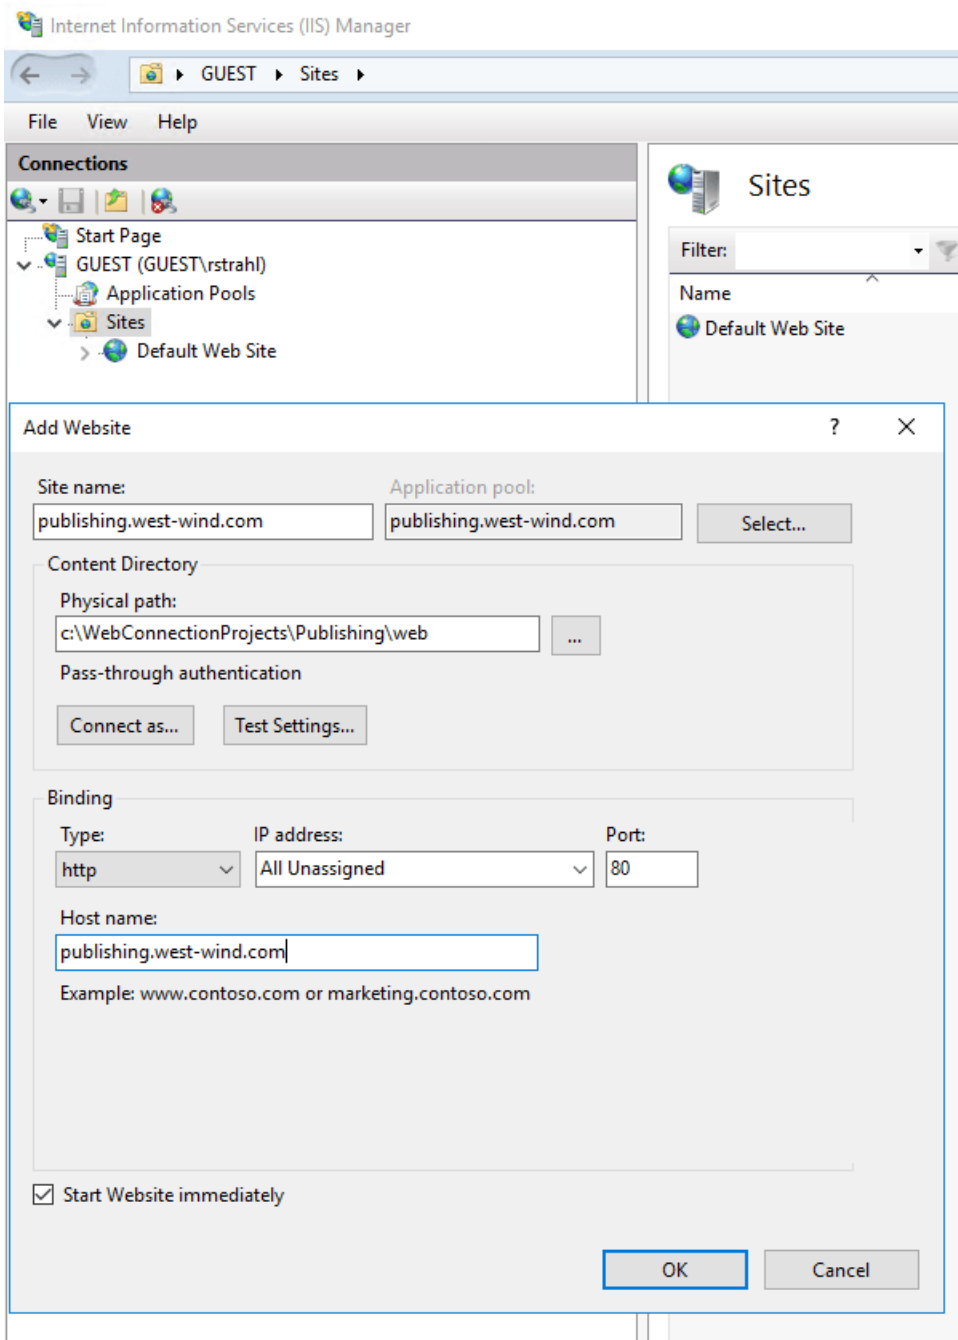 Internet Information Services (IIS) Manager
GUEST Sites
File View Help
Connections
Start Page
GUEST (GUEST\rstrahl)
Application Pools
Sites
Default Web Site
Sites
Filter:
Name
Default Web Site
Add Website
?
Site name: Application pool:
publishing.west-wind.com publishing.west-wind.com Select...
Content Directory
Physical path:
c:\WebConnectionProjects\Publishing\web ...
Pass-through authentication
Connect as... Test Settings...
Binding
Type: IP address: Port:
http All Unassigned 80
Host name:
publishing.west-wind.com
Example: www.contoso.com or marketing.contoso.com
Start Website immediately
OK Cancel